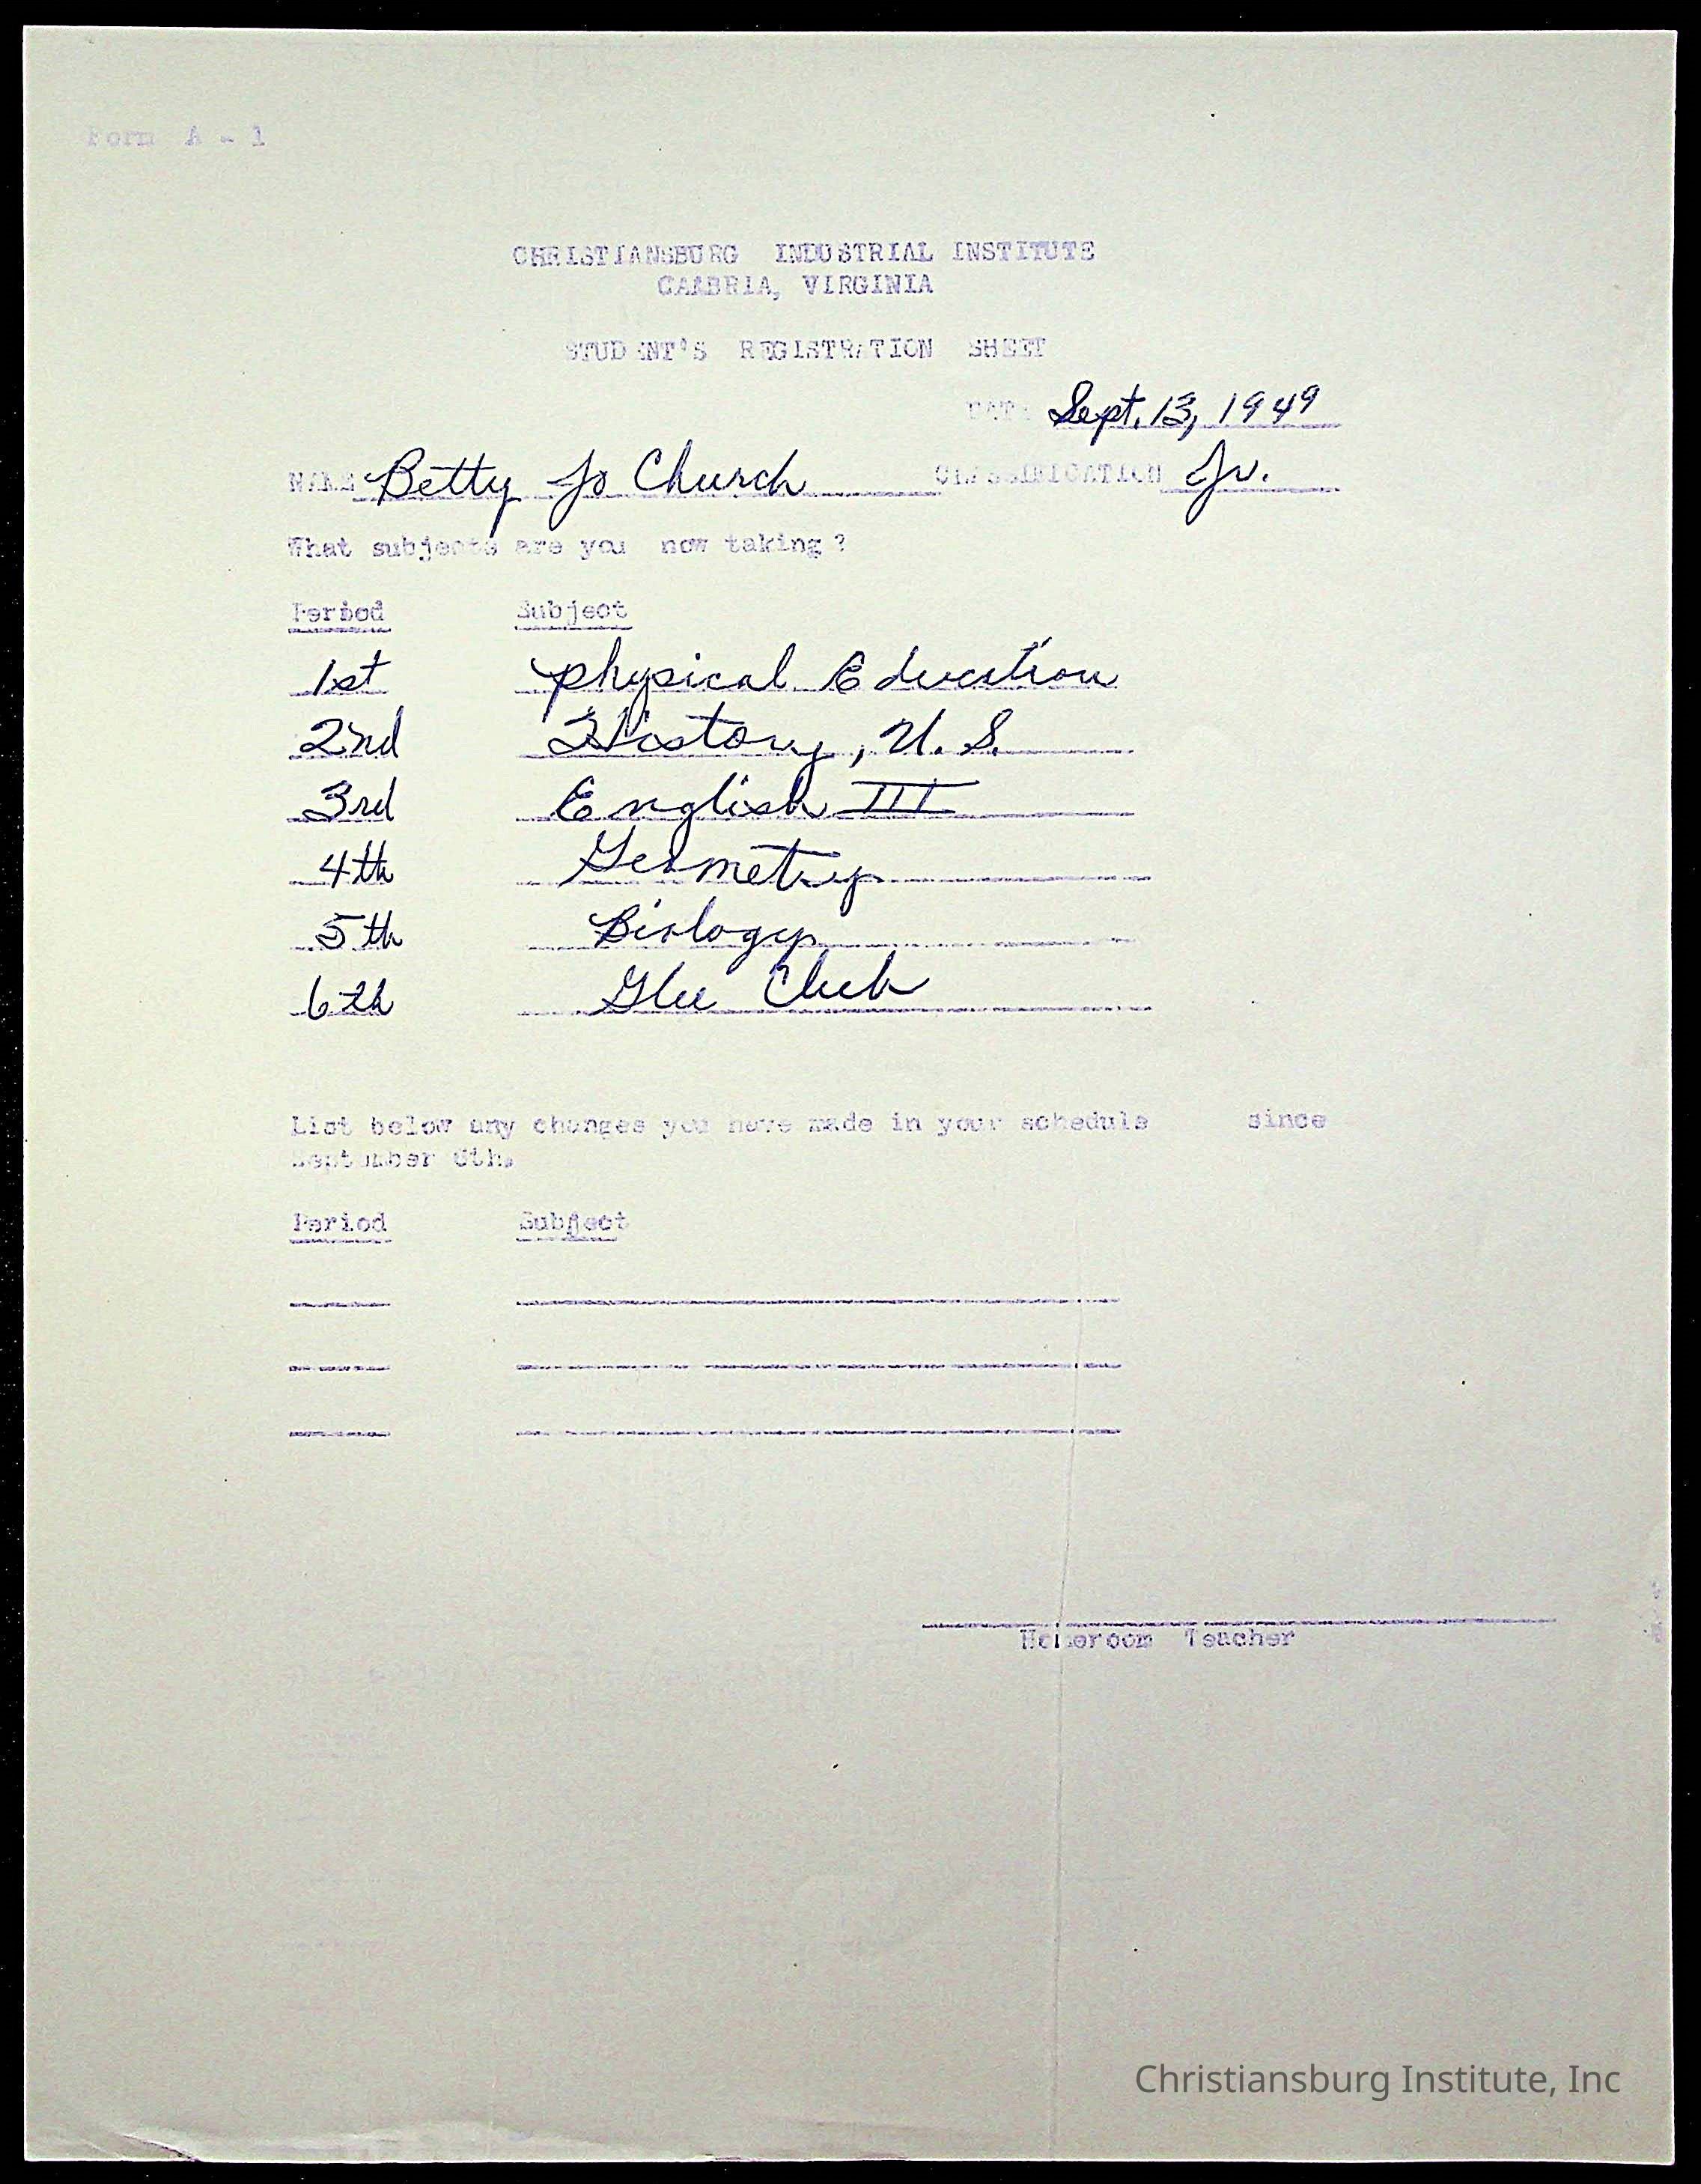 Form A - 1
CHRISTIANSBURG INDUSTRIAL INSTITUTE
CAMBRIA, VIRGINIA
STUDENT'S REGISTRATION SHEET
DATE Sept. 13, 1949
NAME Betty Jo Church CLASSIFICATION Jr.
What subjects are you now taking?
Period Subject
1st physical Education
2nd History, U.S.
3rd English III
4th Geometry
5th Biology
6th Glee Club
List below any changes you have made in your schedule since
September 6th.
Period Subject
Homeroom Teacher
Christiansburg Institute, Inc